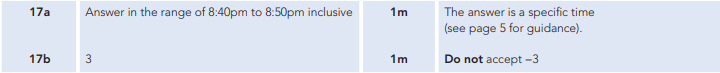 17a Answer in the range of 8:40pm to 8:50pm inclusive 1m The answer is a specific time
(see page 5 for guidance).
17b 3 1m Do not accept –3